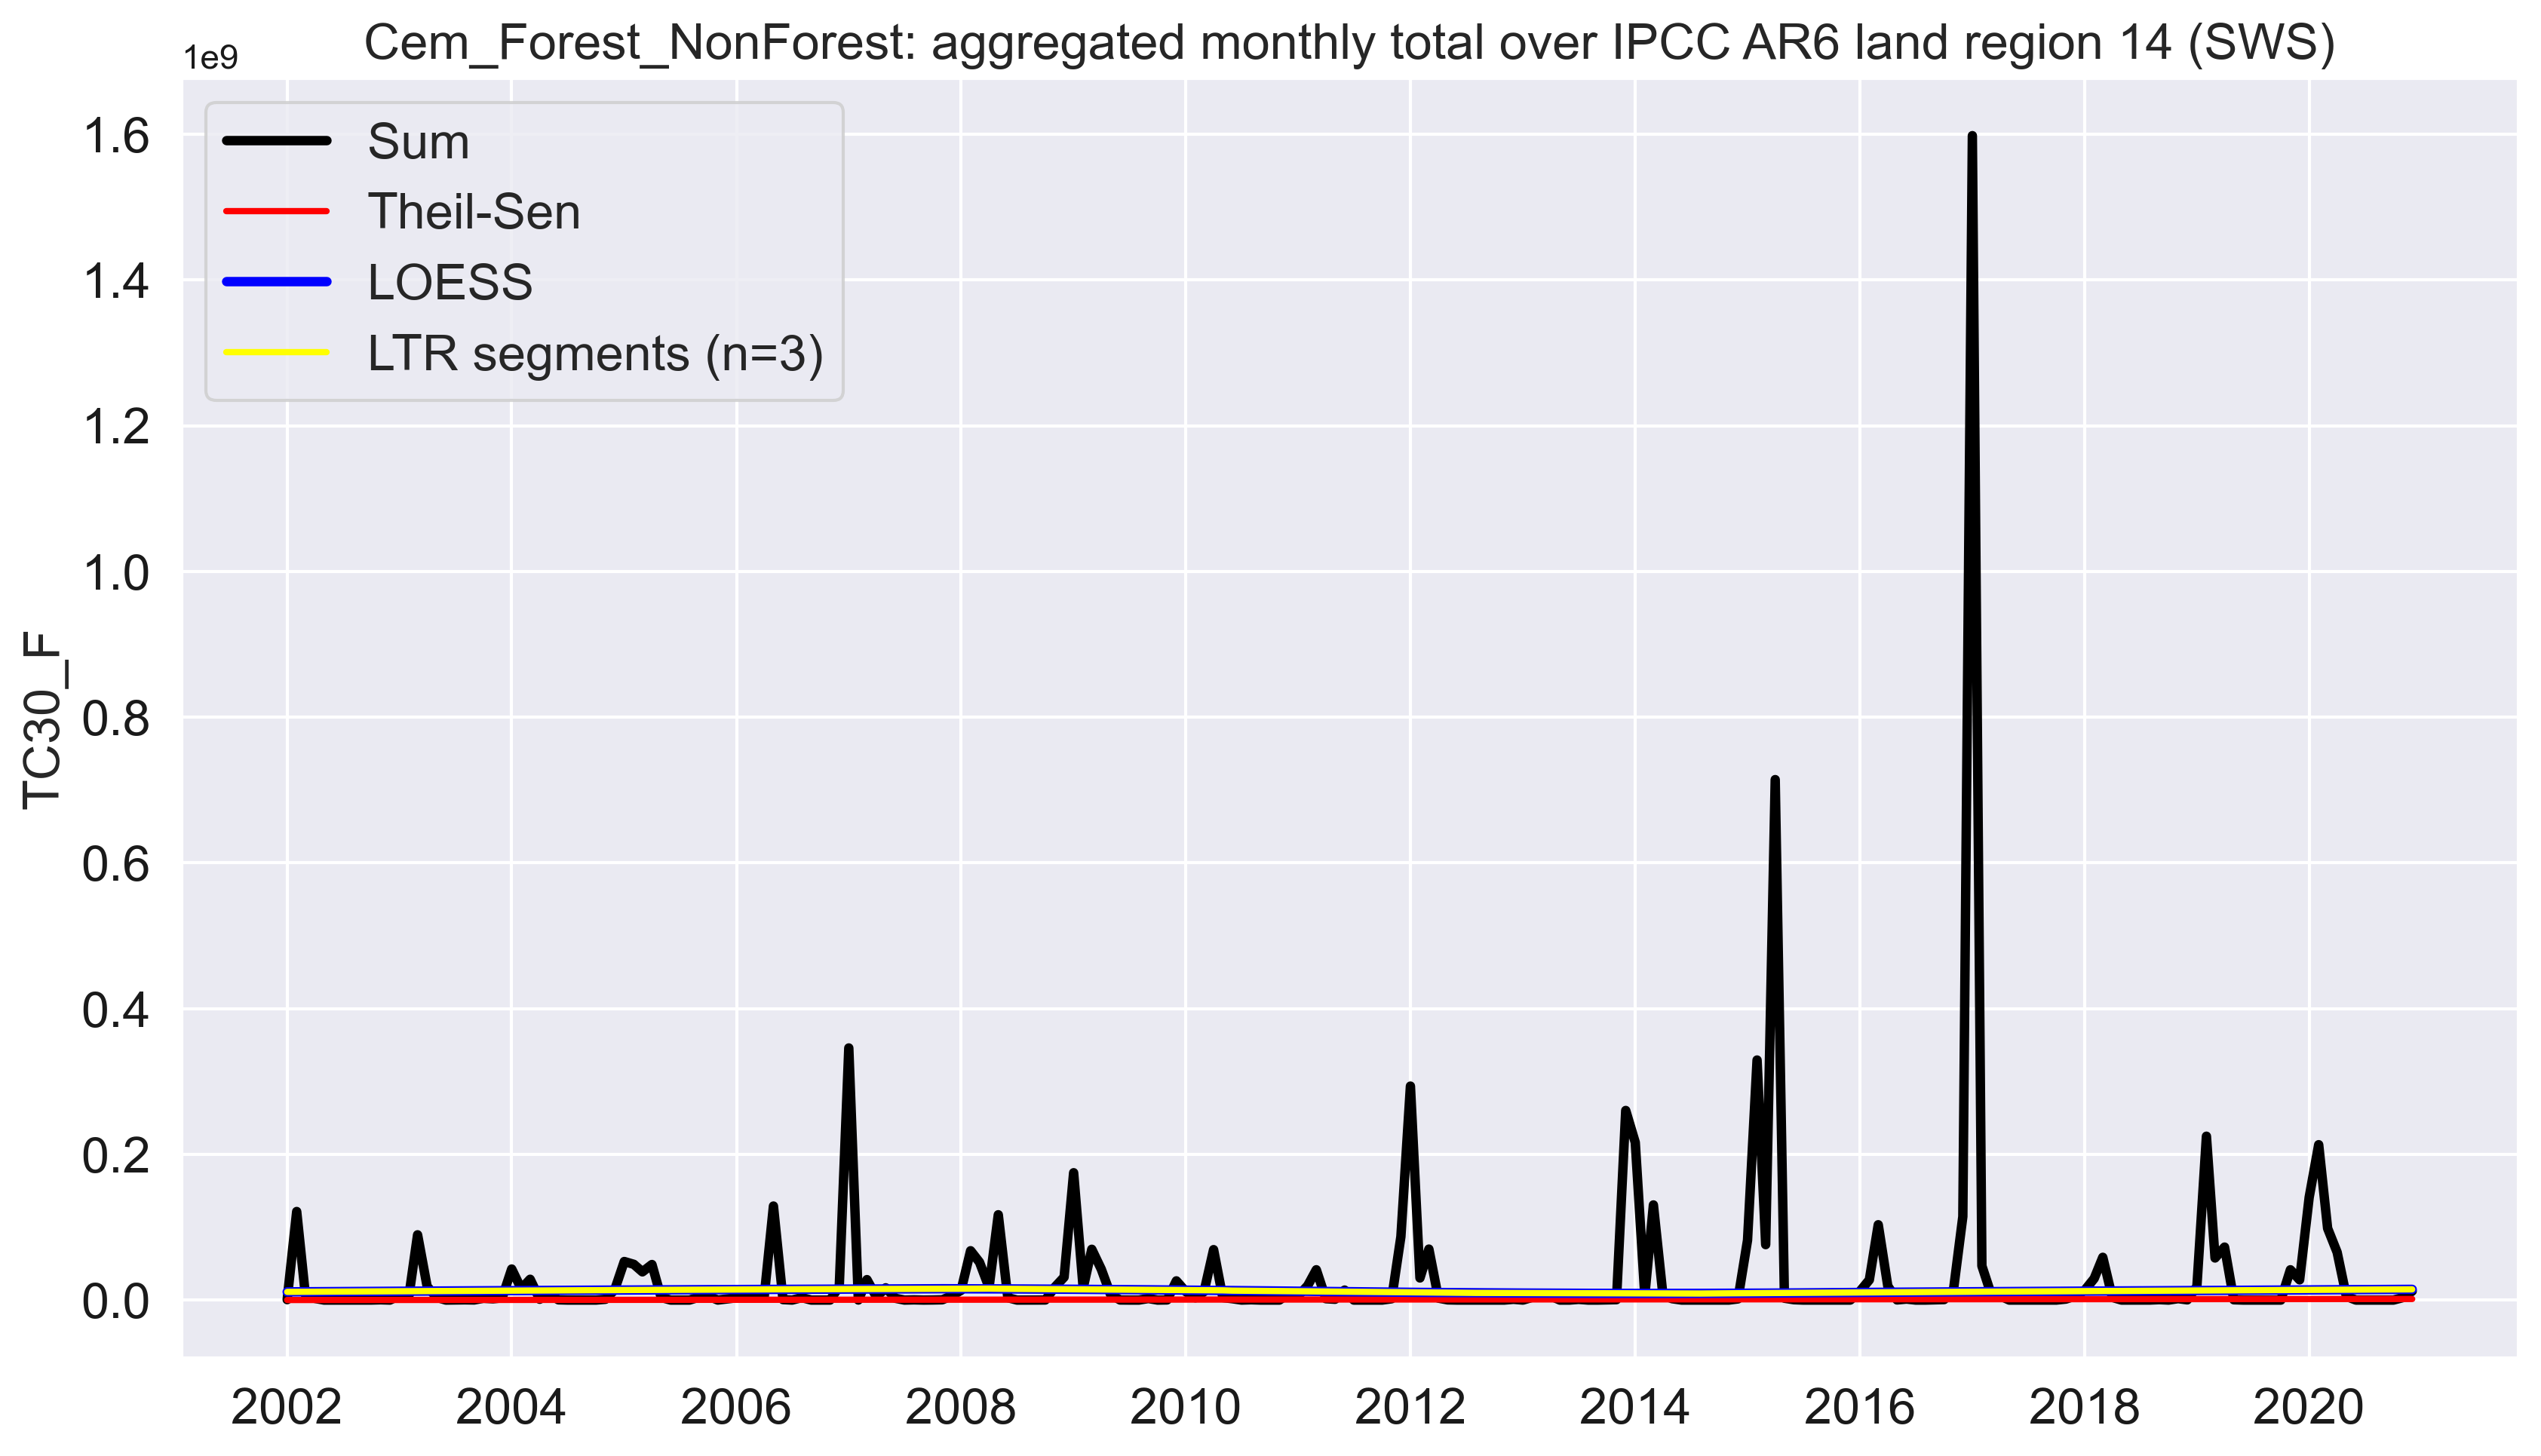 Cem_Forest_NonForest: aggregated monthly total over IPCC AR6 land region 14 (SWS)
1e9
Sum
Theil-Sen
LOESS
LTR segments (n=3)
1.6
1.4
1.2
1.0
0.8
0.6
0.4
0.2
0.0
TC30_F
2002 2004 2006 2008 2010 2012 2014 2016 2018 2020